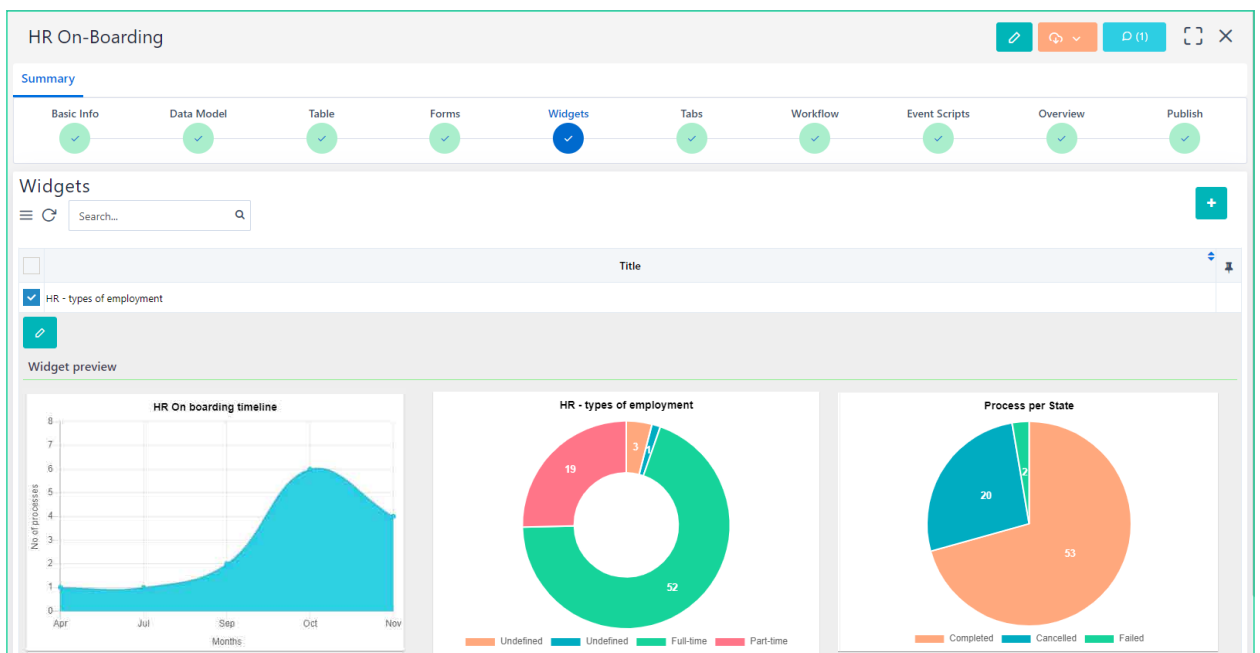 HR On-Boarding
(1)
Summary
Basic Info Data Model Table Forms Widgets Tabs Workflow Event Scripts Overview Publish
Widgets
Search...
Title
HR - types of employment
Widget preview
HR On boarding timeline
8
7
6
5
4
3
2
1
0
No of processes
Apr Jul Sep Oct Nov
Months
HR - types of employment
3
1
19
52
Undefined Undefined Full-time Part-time
Process per State
2
20
53
Completed Cancelled Failed